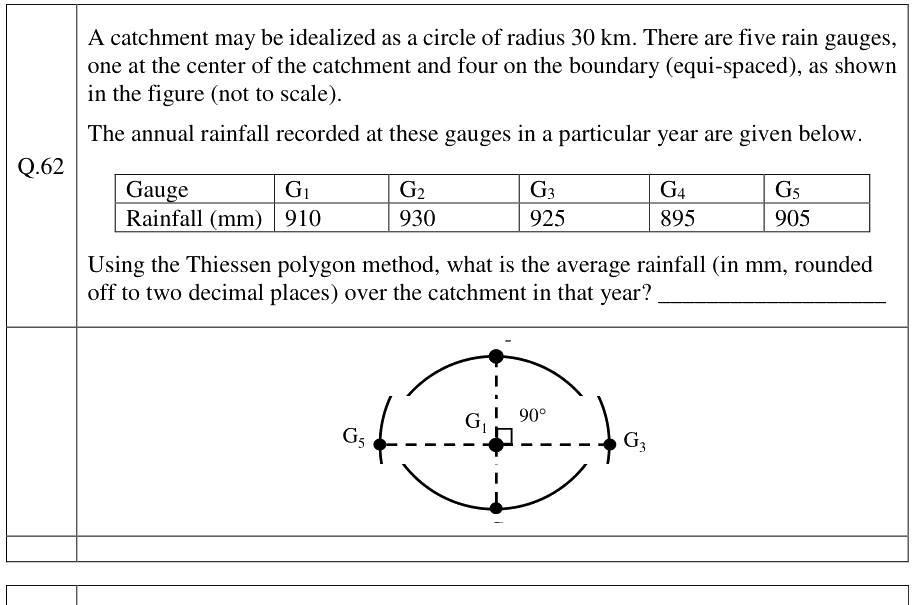 A catchment may be idealized as a circle of radius 30 km. There are five rain gauges,
one at the center of the catchment and four on the boundary (equi-spaced), as shown
in the figure (not to scale).
The annual rainfall recorded at these gauges in a particular year are given below.
Q.62
Gauge G1 G2 G3 G4 G5
Rainfall (mm) 910 930 925 895 905
Using the Thiessen polygon method, what is the average rainfall (in mm, rounded
off to two decimal places) over the catchment in that year? ___________________
G1 90°
G5 G3